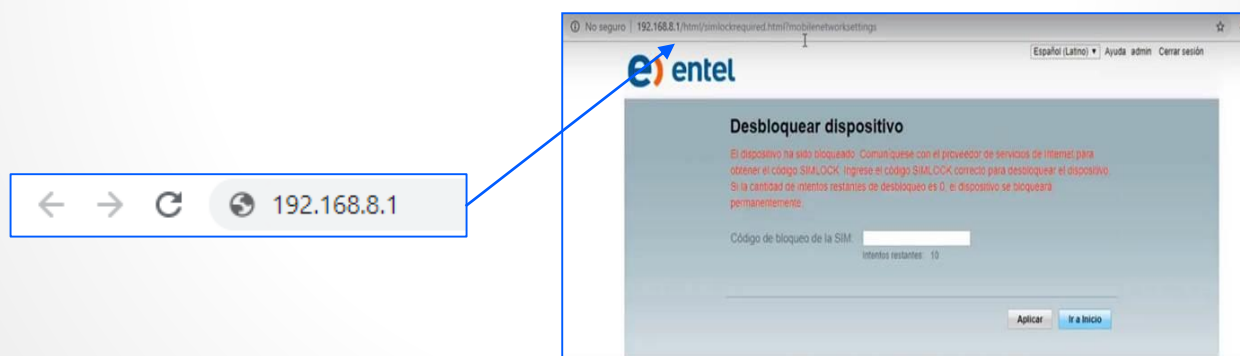 192.168.8.1
No seguro | 192.168.8.1/html/simlockrequired.html?mobilenetworksettings
Español (Latino) Ayuda admin Cerrar sesión
entel
Desbloquear dispositivo
El dispositivo ha sido bloqueado. Comuníquese con el proveedor de servicios de Internet para
obtener el código SIMLOCK. Ingrese el código SIMLOCK correcto para desbloquear el dispositivo.
Si la cantidad de intentos restantes de desbloqueo es 0, el dispositivo se bloqueará
permanentemente.
Código de bloqueo de la SIM:
Intentos restantes: 10
Aplicar Ir a Inicio